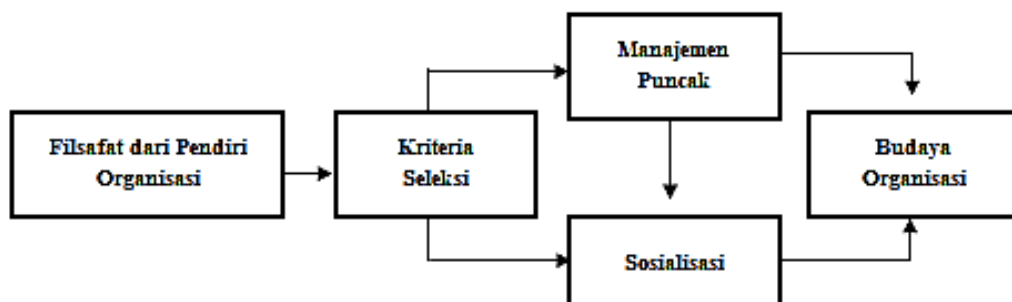 Filsafat dari Pendiri
Organisasi
Kriteria
Seleksi
Manajemen
Puncak
Sosialisasi
Budaya
Organisasi